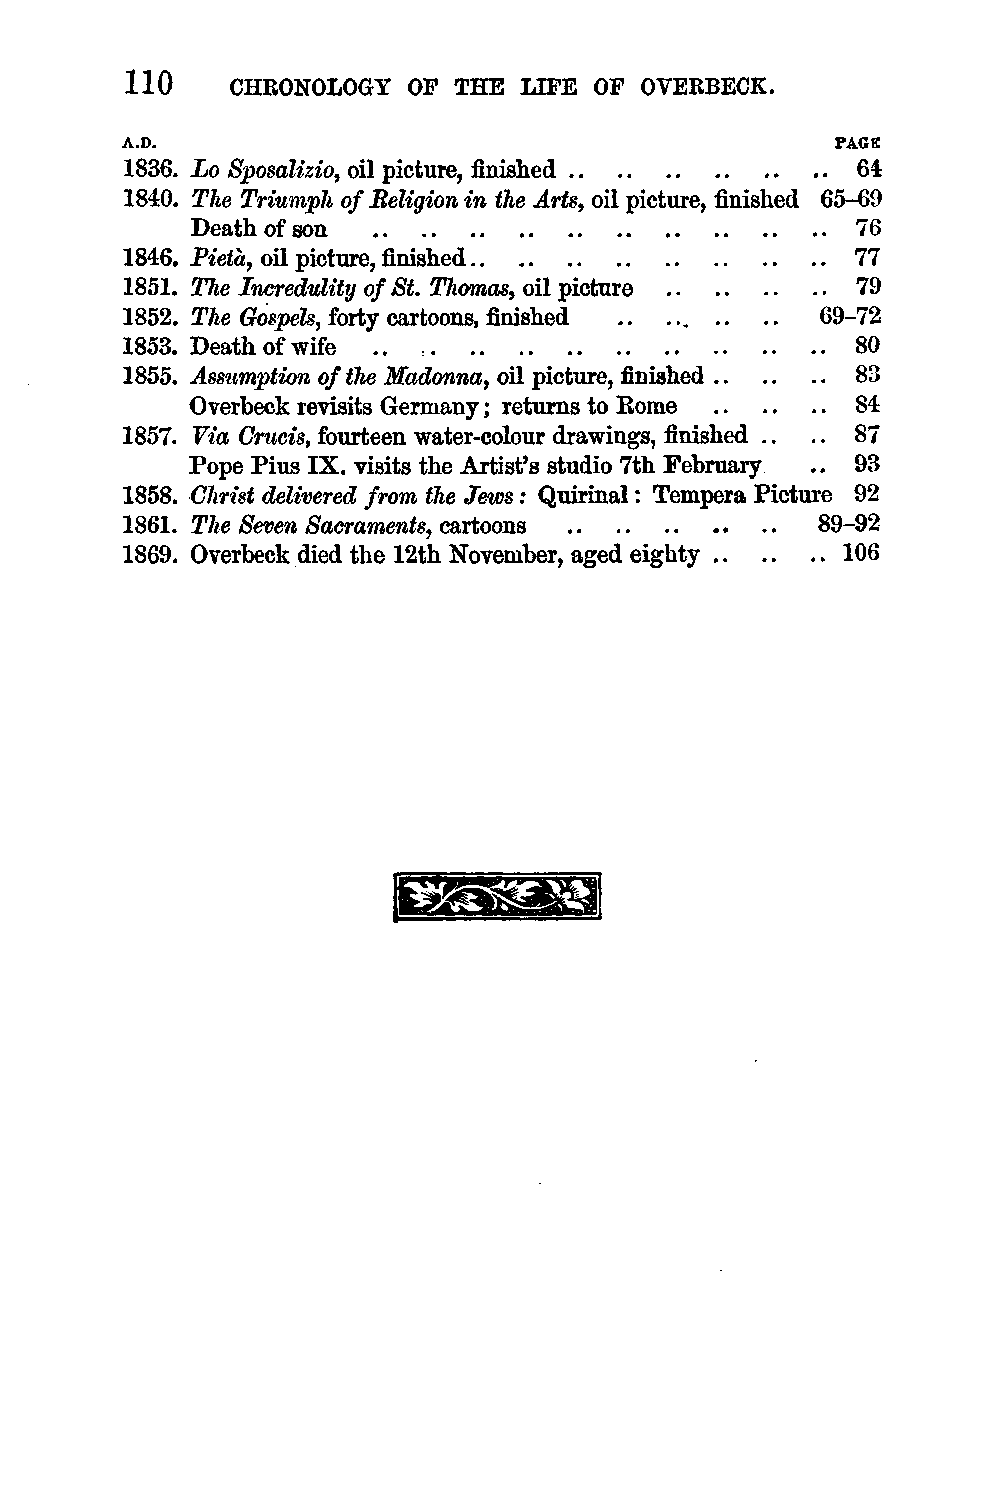 110 CHRONOLOGY OF THE LIFE OF OVERBECK.
A.D. PAGE
1836. Lo Sposalizio, oil picture, finished .. .. .. .. .. .. 64
1840. The Triumph of Religion in the Arts, oil picture, finished 65–69
Death of son .. .. .. .. .. .. .. .. .. .. 76
1846. Pietà, oil picture, finished .. .. .. .. .. .. .. .. 77
1851. The Incredulity of St. Thomas, oil picture .. .. .. .. 79
1852. The Gospels, forty cartoons, finished .. .. .. .. 69–72
1853. Death of wife .. .. .. .. .. .. .. .. .. .. 80
1855. Assumption of the Madonna, oil picture, finished .. .. .. 83
Overbeck revisits Germany; returns to Rome .. .. .. 84
1857. Via Crucis, fourteen water-colour drawings, finished .. .. 87
Pope Pius IX. visits the Artist's studio 7th February .. 93
1858. Christ delivered from the Jews: Quirinal: Tempera Picture 92
1861. The Seven Sacraments, cartoons .. .. .. .. .. 89–92
1869. Overbeck died the 12th November, aged eighty .. .. .. 106